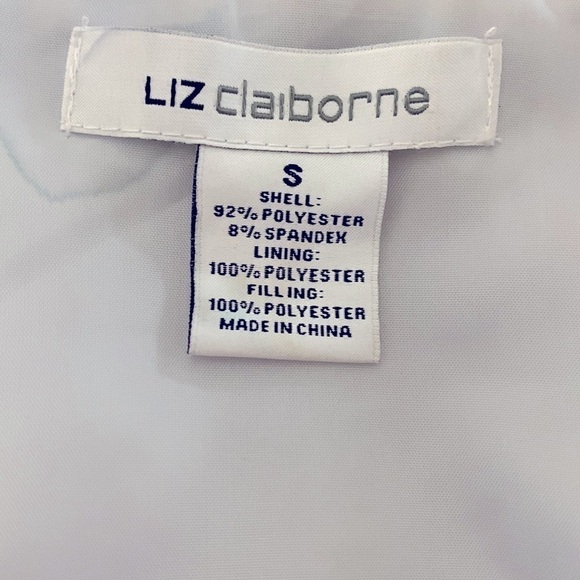 LIZ claiborne
S
SHELL:
92% POLYESTER
8% SPANDEX
LINING:
100% POLYESTER
FILLING:
100% POLYESTER
MADE IN CHINA